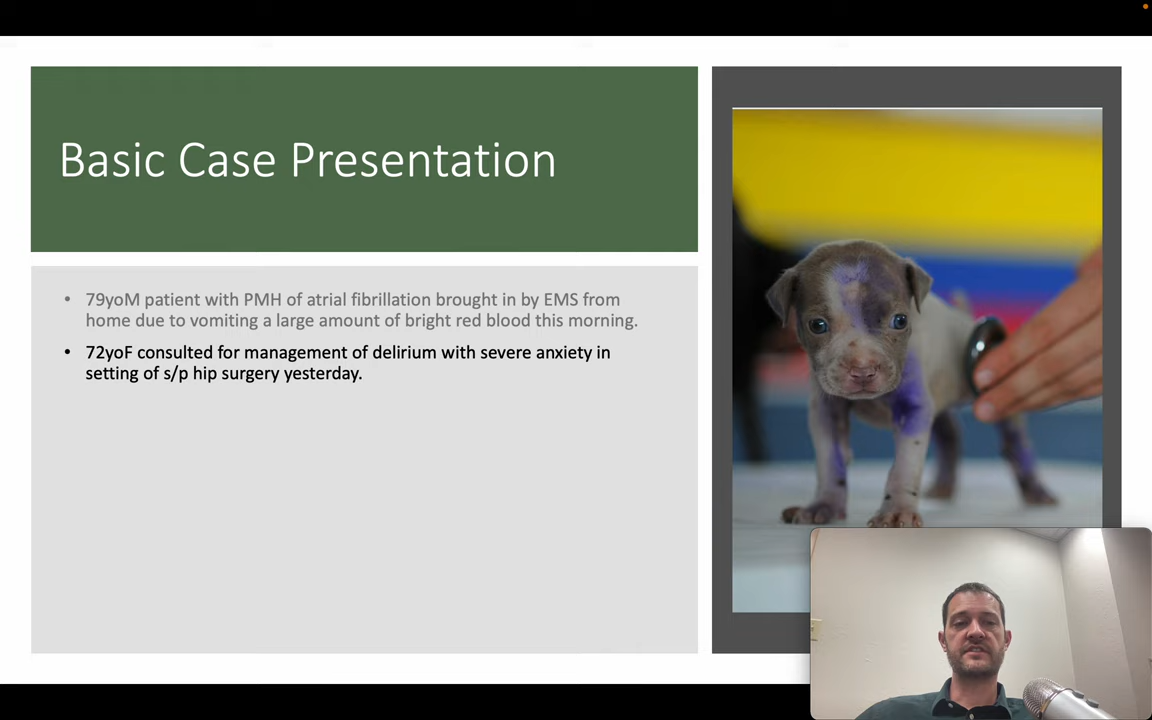 Basic Case Presentation
• 79yoM patient with PMH of atrial fibrillation brought in by EMS from
home due to vomiting a large amount of bright red blood this morning.
• 72yoF consulted for management of delirium with severe anxiety in
setting of s/p hip surgery yesterday.